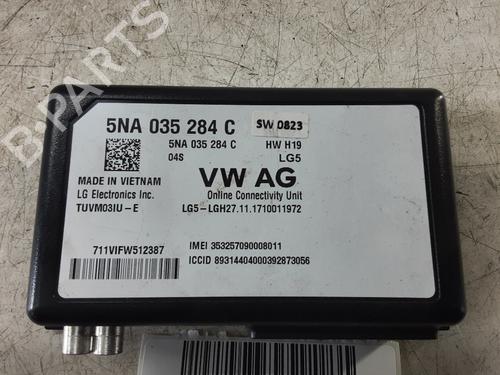 B-PARTS
5NA 035 284 C
SW 0823
5NA 035 284 C
HW H19
04S
LG5
MADE IN VIETNAM
VW AG
LG Electronics Inc.
Online Connectivity Unit
TUVM03IU-E
LG5-LGH27.11.1710011972
711VIFW512387
IMEI 353257090008011
ICCID 89314404000392873056